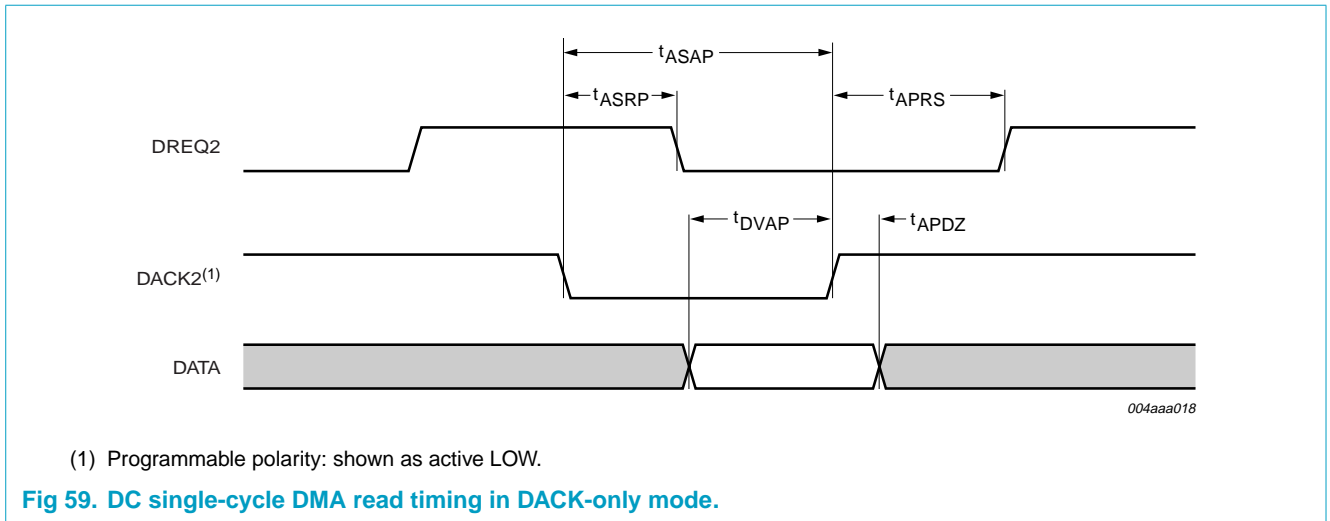 tASAP
tASRP
tAPRS
DREQ2
tDVAP
tAPDZ
DACK2(1)
DATA
004aaa018
(1) Programmable polarity: shown as active LOW.
Fig 59. DC single-cycle DMA read timing in DACK-only mode.